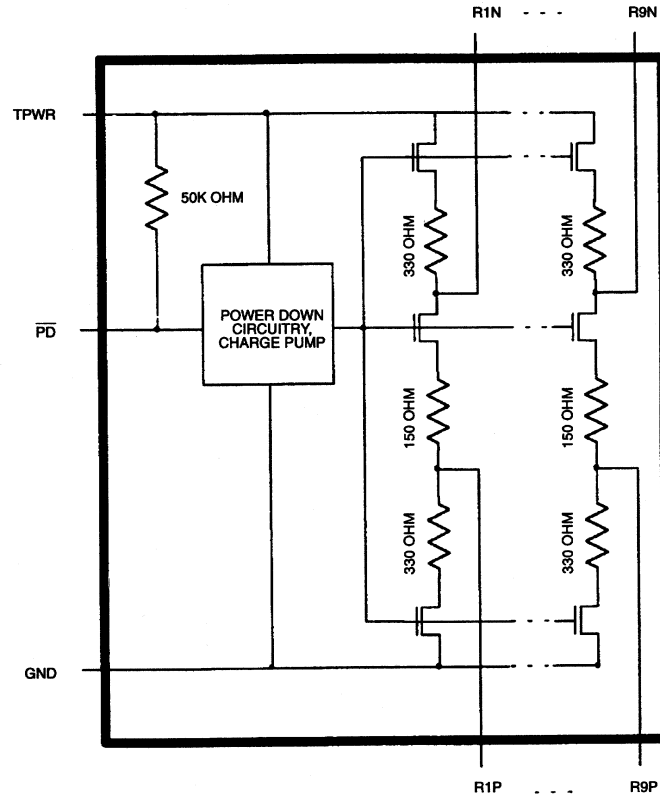 R1N - - - R9N
TPWR
50K OHM
330 OHM
330 OHM
PD
POWER DOWN
CIRCUITRY,
CHARGE PUMP
150 OHM
150 OHM
330 OHM
330 OHM
GND
R1P - - - R9P